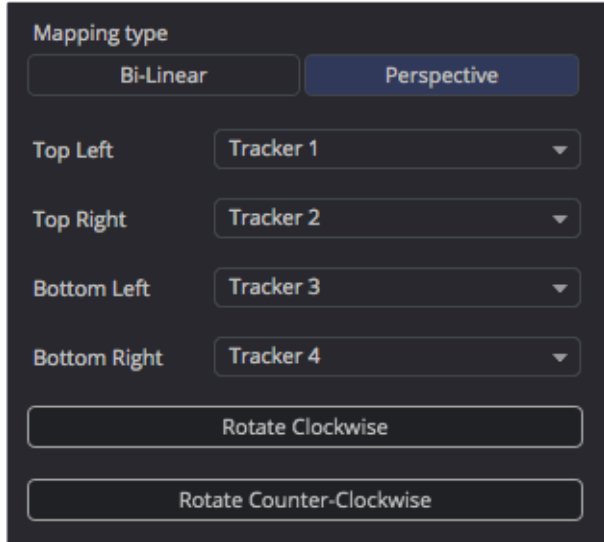 Mapping type
Bi-Linear Perspective
Top Left Tracker 1
Top Right Tracker 2
Bottom Left Tracker 3
Bottom Right Tracker 4
Rotate Clockwise
Rotate Counter-Clockwise